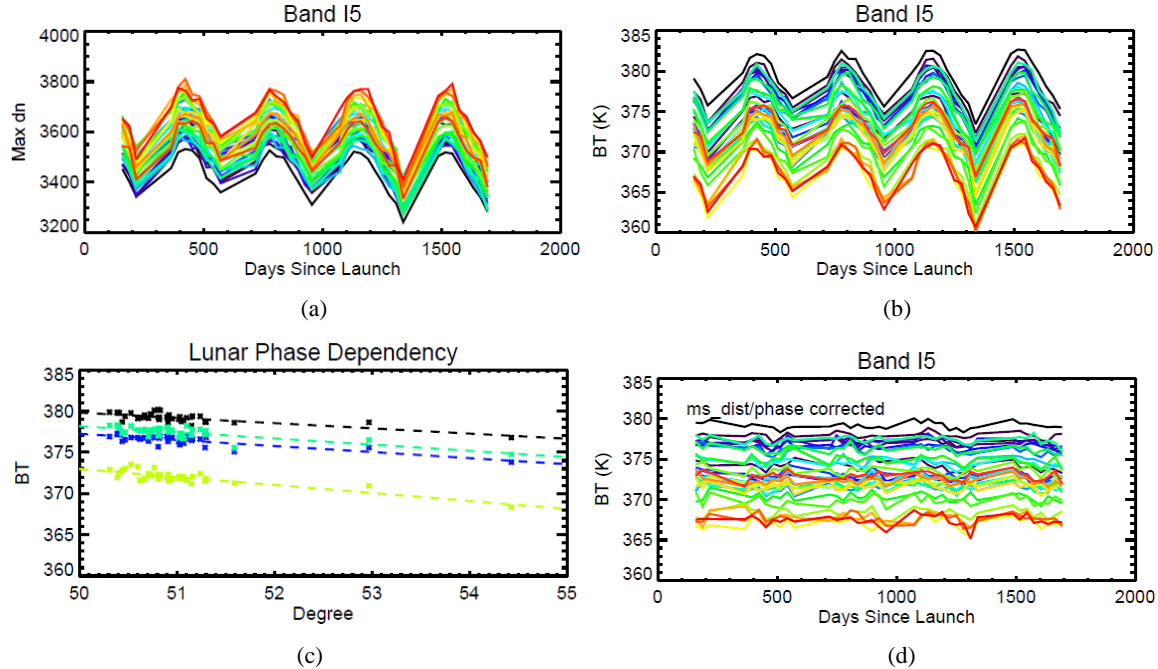 Band I5
4000
3800
3600
3400
3200
Max dn
0
500
1000
1500
2000
Days Since Launch
(a)
Band I5
385
380
375
370
365
360
BT (K)
0
500
1000
1500
2000
Days Since Launch
(b)
Lunar Phase Dependency
385
380
375
370
365
360
BT
50
51
53
54
55
Degree
(c)
Band I5
ms_dist/phase corrected
385
380
375
370
365
360
BT (K)
0
500
1000
1500
2000
Days Since Launch
(d)